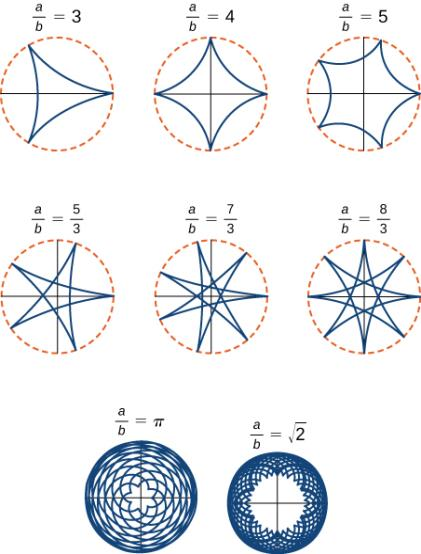 a/b = 3
a/b = 4
a/b = 5
a/b = 5/3
a/b = 7/3
a/b = 8/3
a/b = π
a/b = √2